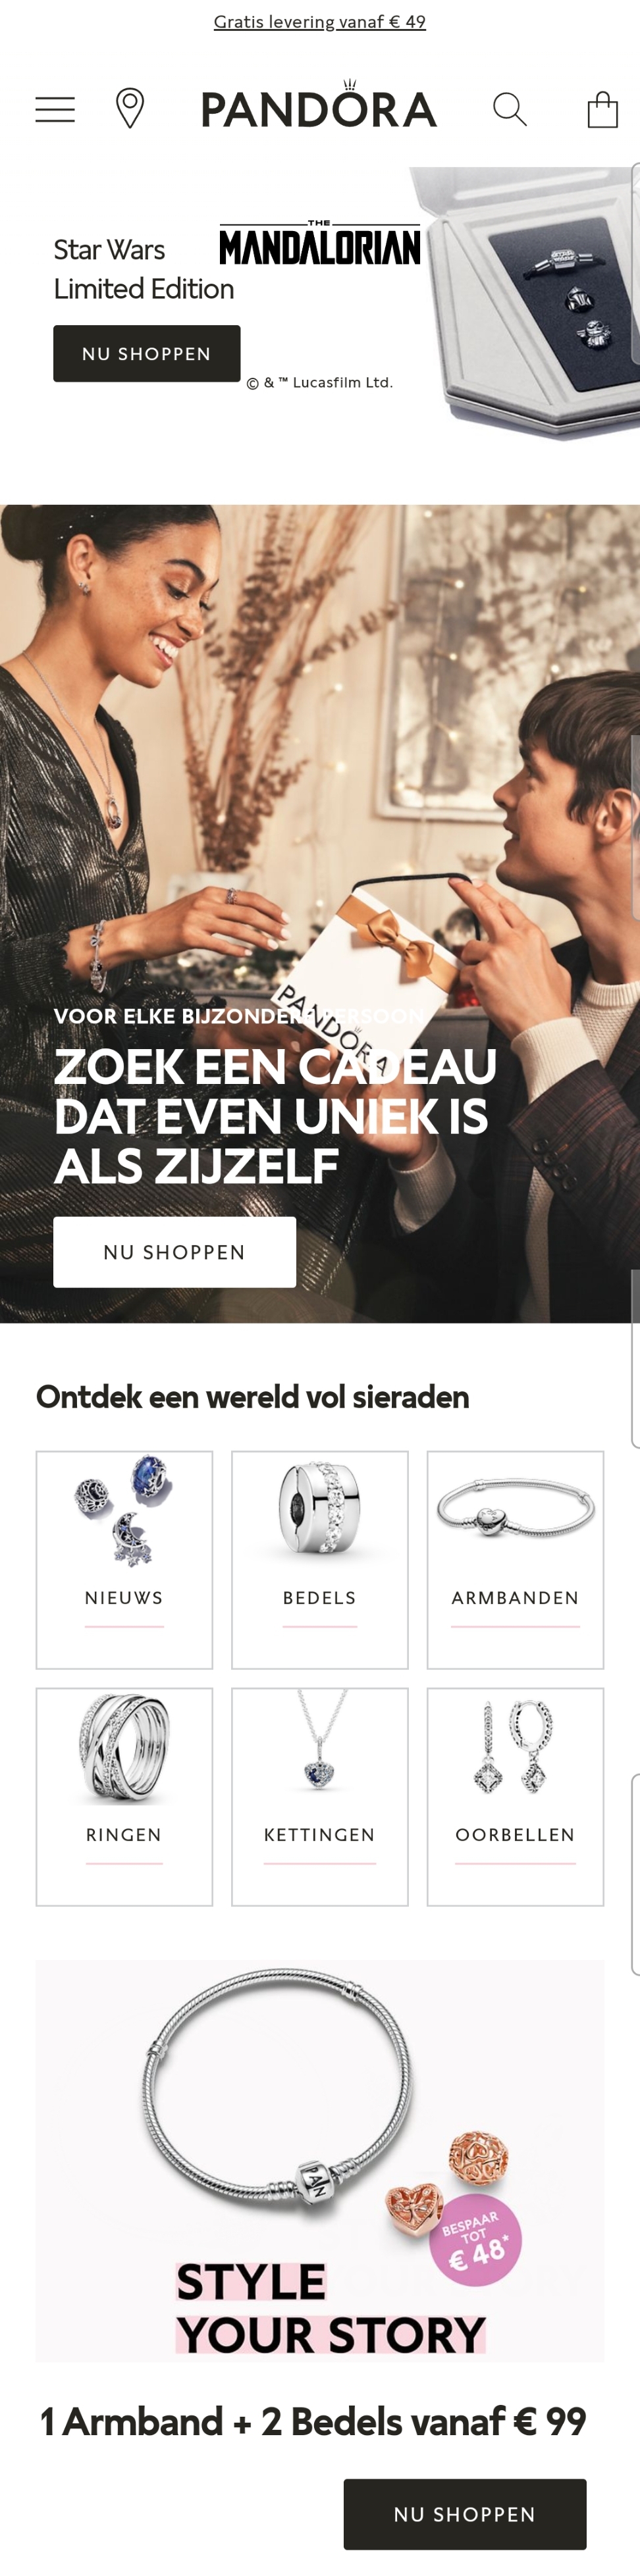 Gratis levering vanaf € 49
PANDORA
Star Wars
Limited Edition
THE
MANDALORIAN
NU SHOPPEN
© & ™ Lucasfilm Ltd.
PANDORA
VOOR ELKE BIJZONDERE PERSOON
ZOEK EEN CADEAU
DAT EVEN UNIEK IS
ALS ZIJZELF
NU SHOPPEN
Ontdek een wereld vol sieraden
NIEUWS
BEDELS
ARMBANDEN
RINGEN
KETTINGEN
OORBELLEN
PAN
BESPAAR
TOT
€ 48*
STYLE
YOUR STORY
1 Armband + 2 Bedels vanaf € 99
NU SHOPPEN